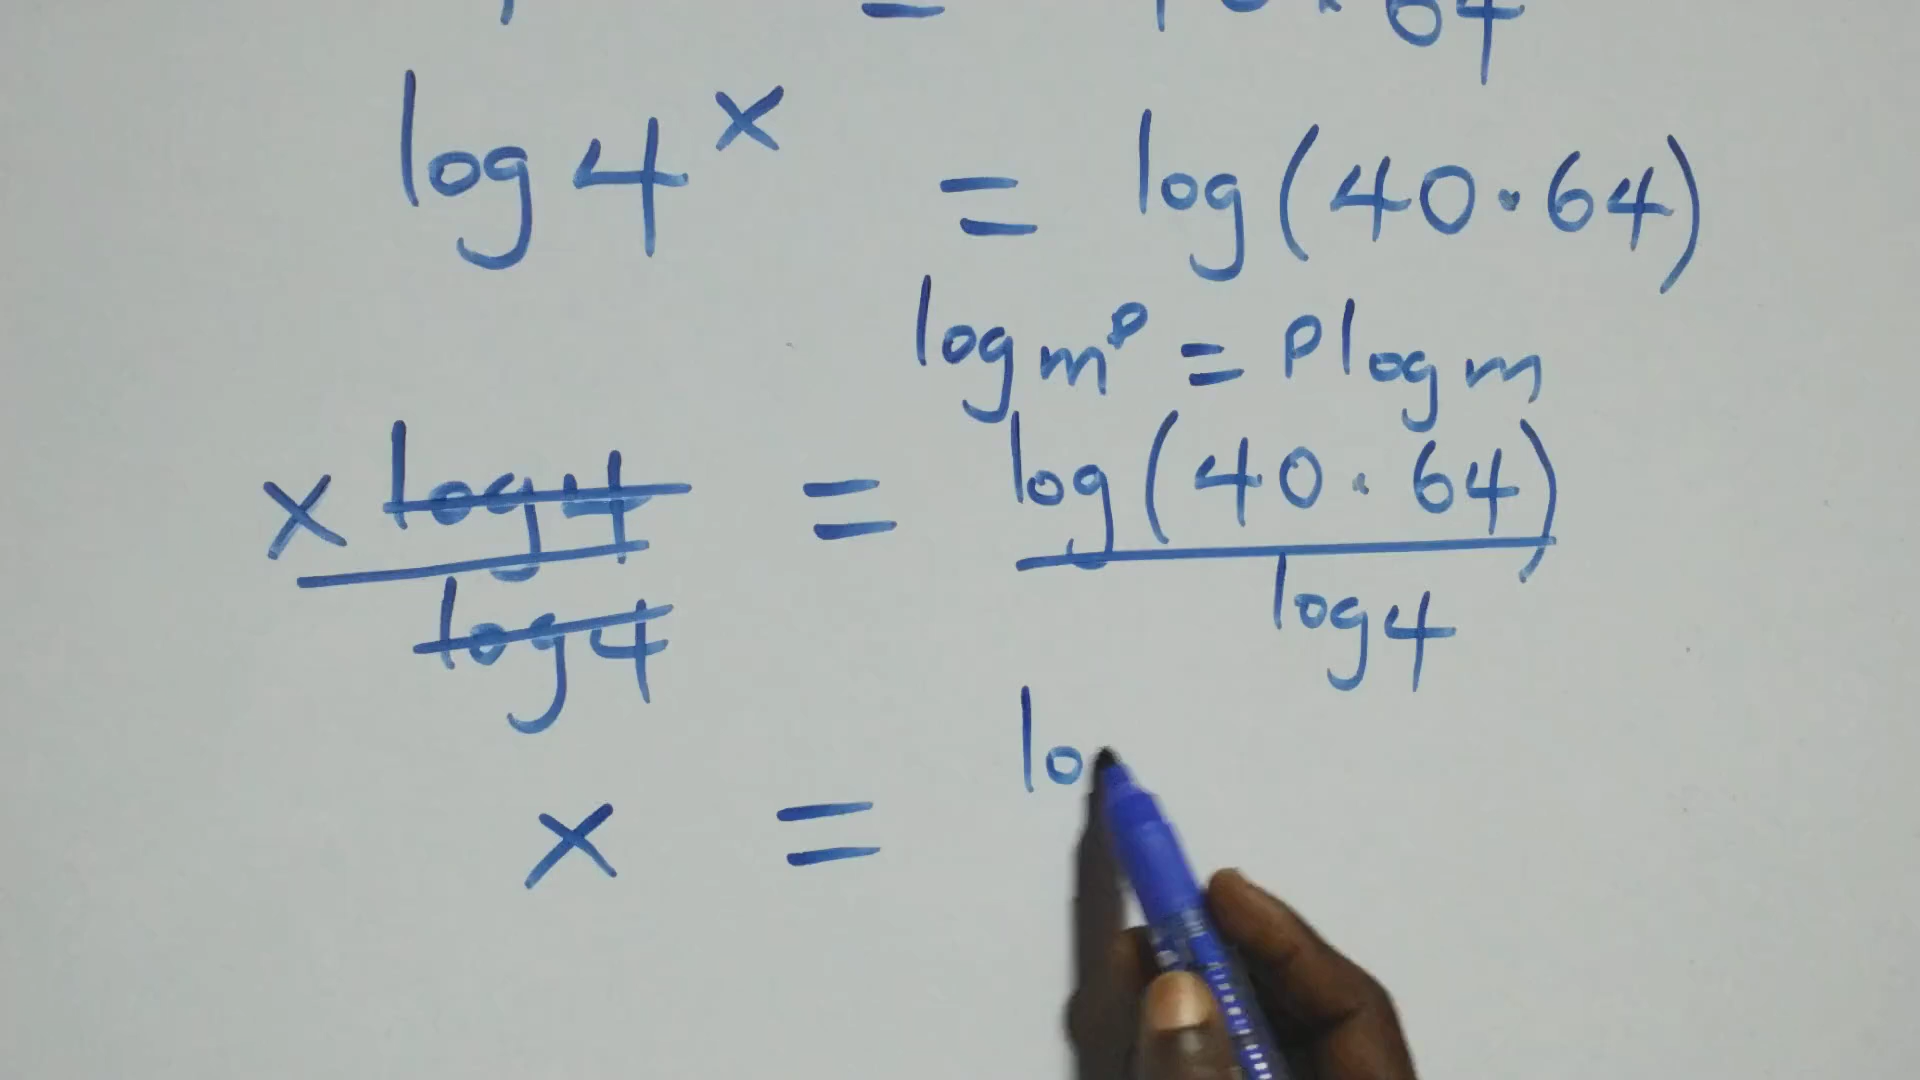 log 4^x = log(40·64)
log m^p = p log m
x log 4 / log 4 = log(40·64) / log 4
x = lo